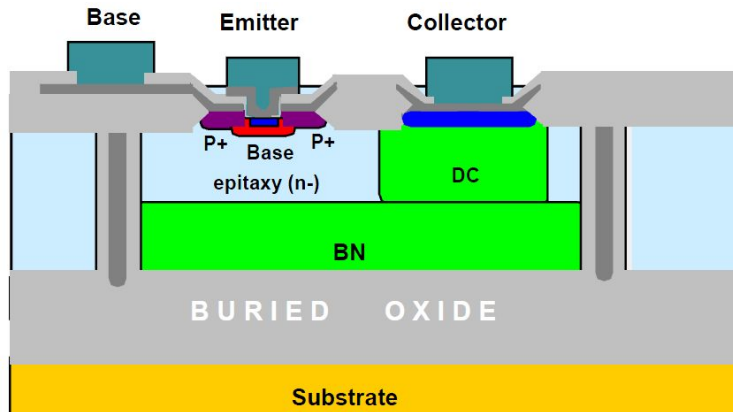 Base Emitter Collector
P+ Base P+
epitaxy (n-)
DC
BN
BURIED OXIDE
Substrate